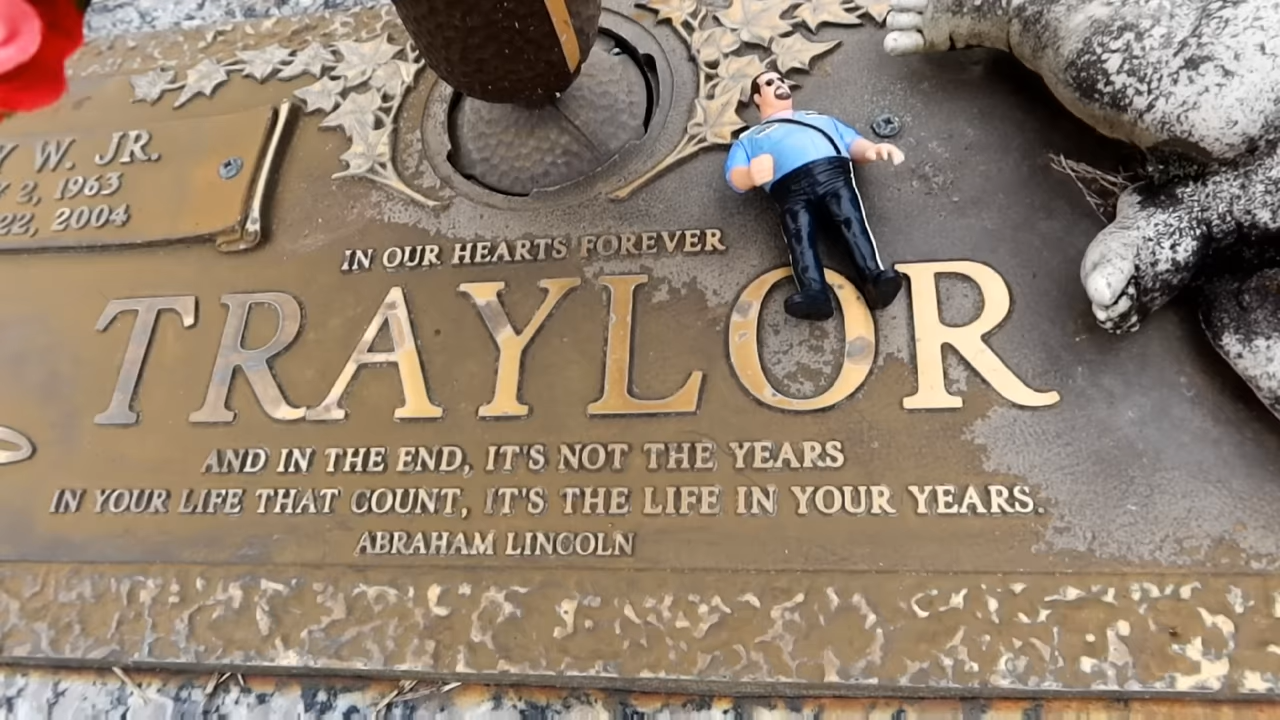 W. JR.
2, 1963
22, 2004
IN OUR HEARTS FOREVER
TRAYLOR
AND IN THE END, IT'S NOT THE YEARS
IN YOUR LIFE THAT COUNT, IT'S THE LIFE IN YOUR YEARS.
ABRAHAM LINCOLN